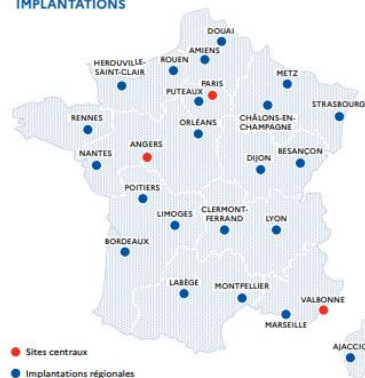 IMPLANTATIONS
DOUAI
AMIENS
HEROUVILLE-
SAINT-CLAIR
ROUEN
PARIS
METZ
PUTEAUX
STRASBOURG
RENNES
ORLÉANS
CHÂLONS-EN-
CHAMPAGNE
NANTES
ANGERS
DIJON
BESANÇON
POITIERS
LIMOGES
CLERMONT-
FERRAND
LYON
BORDEAUX
LABÈGE
MONTPELLIER
VALBONNE
MARSEILLE
AJACCIO
Sites centraux
Implantations régionales